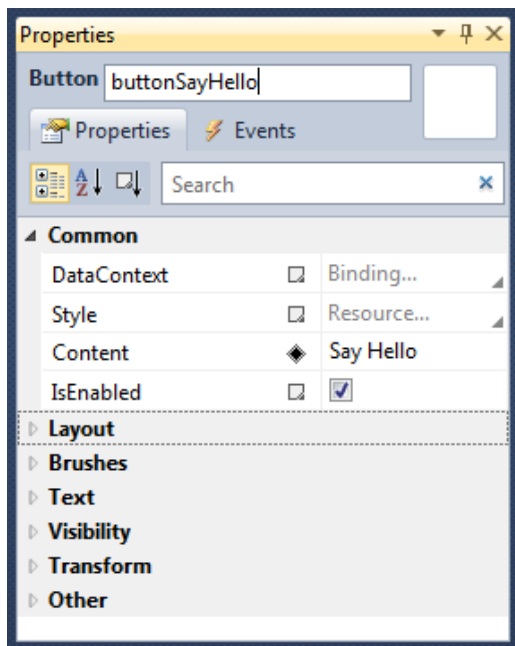 Properties
Button buttonSayHello
Properties Events
A Z Search
Common
DataContext Binding...
Style Resource...
Content Say Hello
IsEnabled
Layout
Brushes
Text
Visibility
Transform
Other